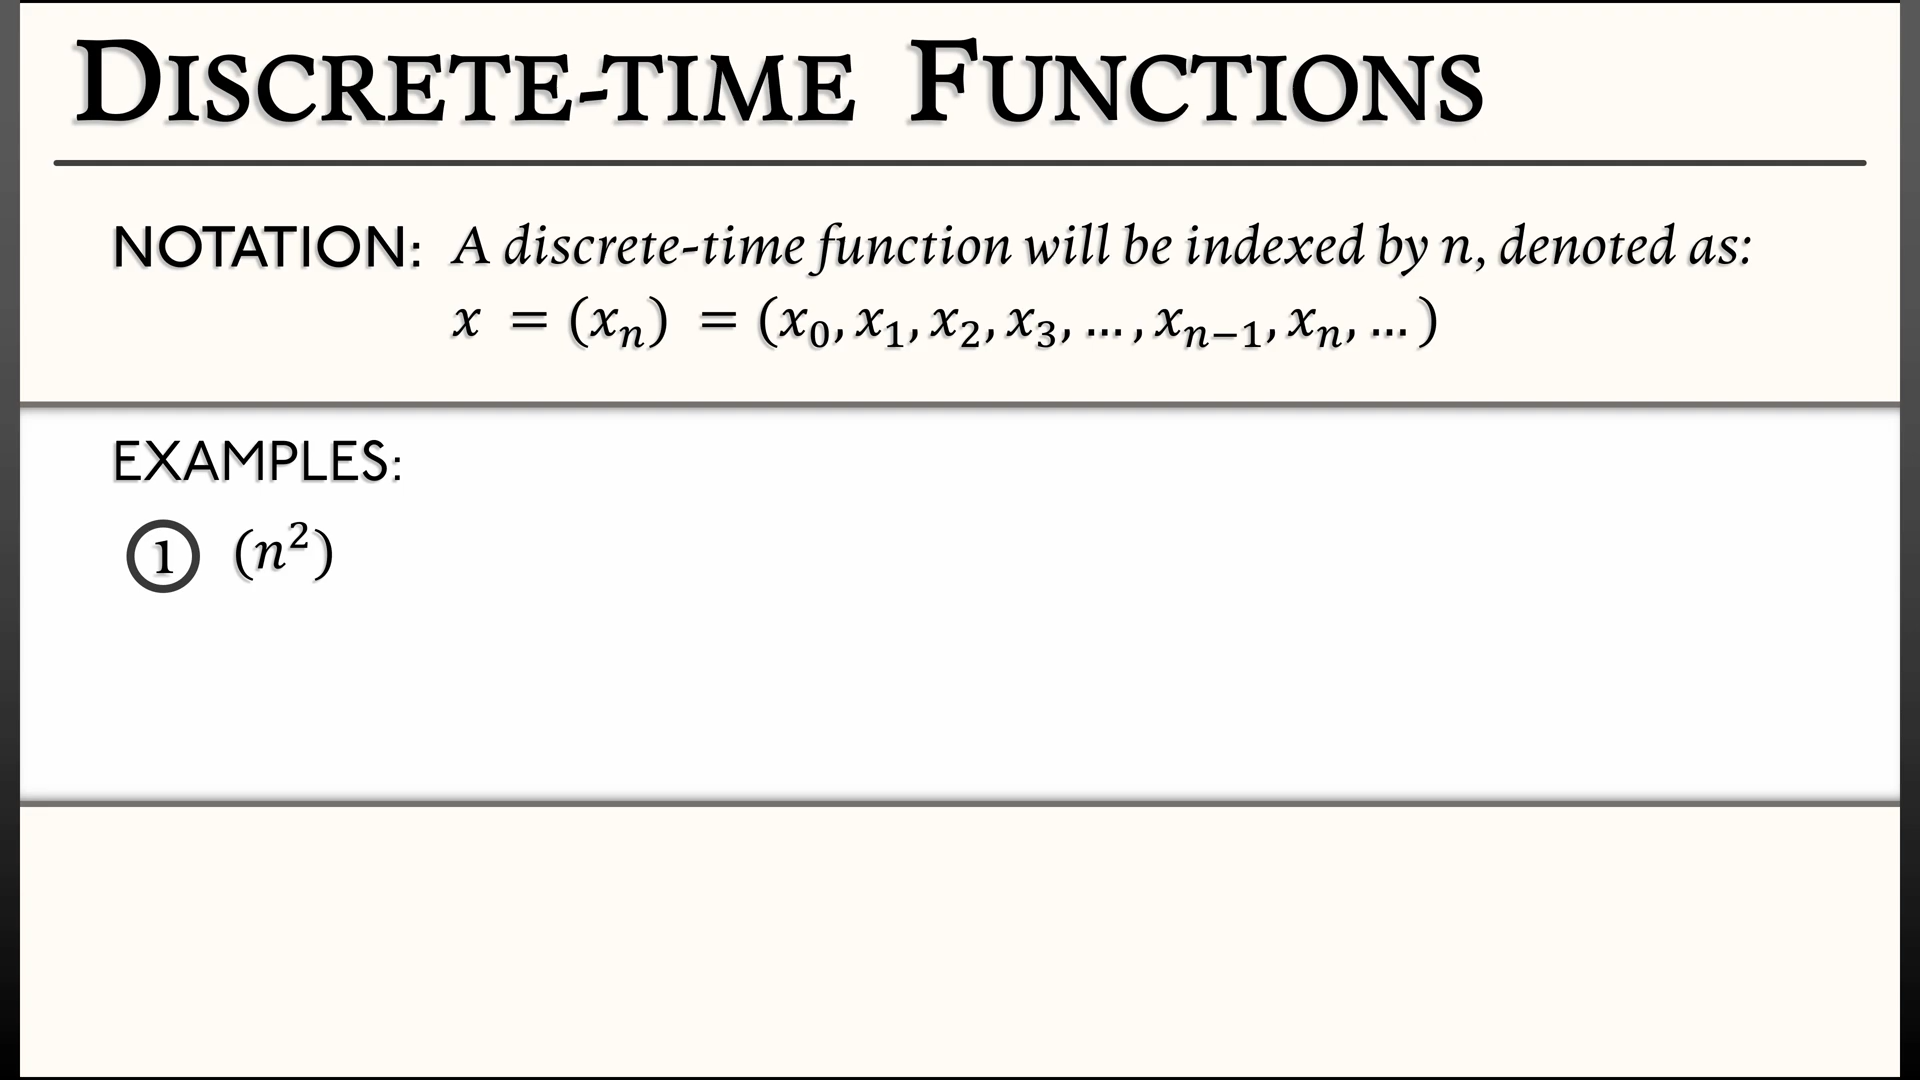 DISCRETE-TIME FUNCTIONS
NOTATION: A discrete-time function will be indexed by n, denoted as:
x = (xₙ) = (x₀, x₁, x₂, x₃, … , xₙ₋₁, xₙ, … )
EXAMPLES:
1 (n²)